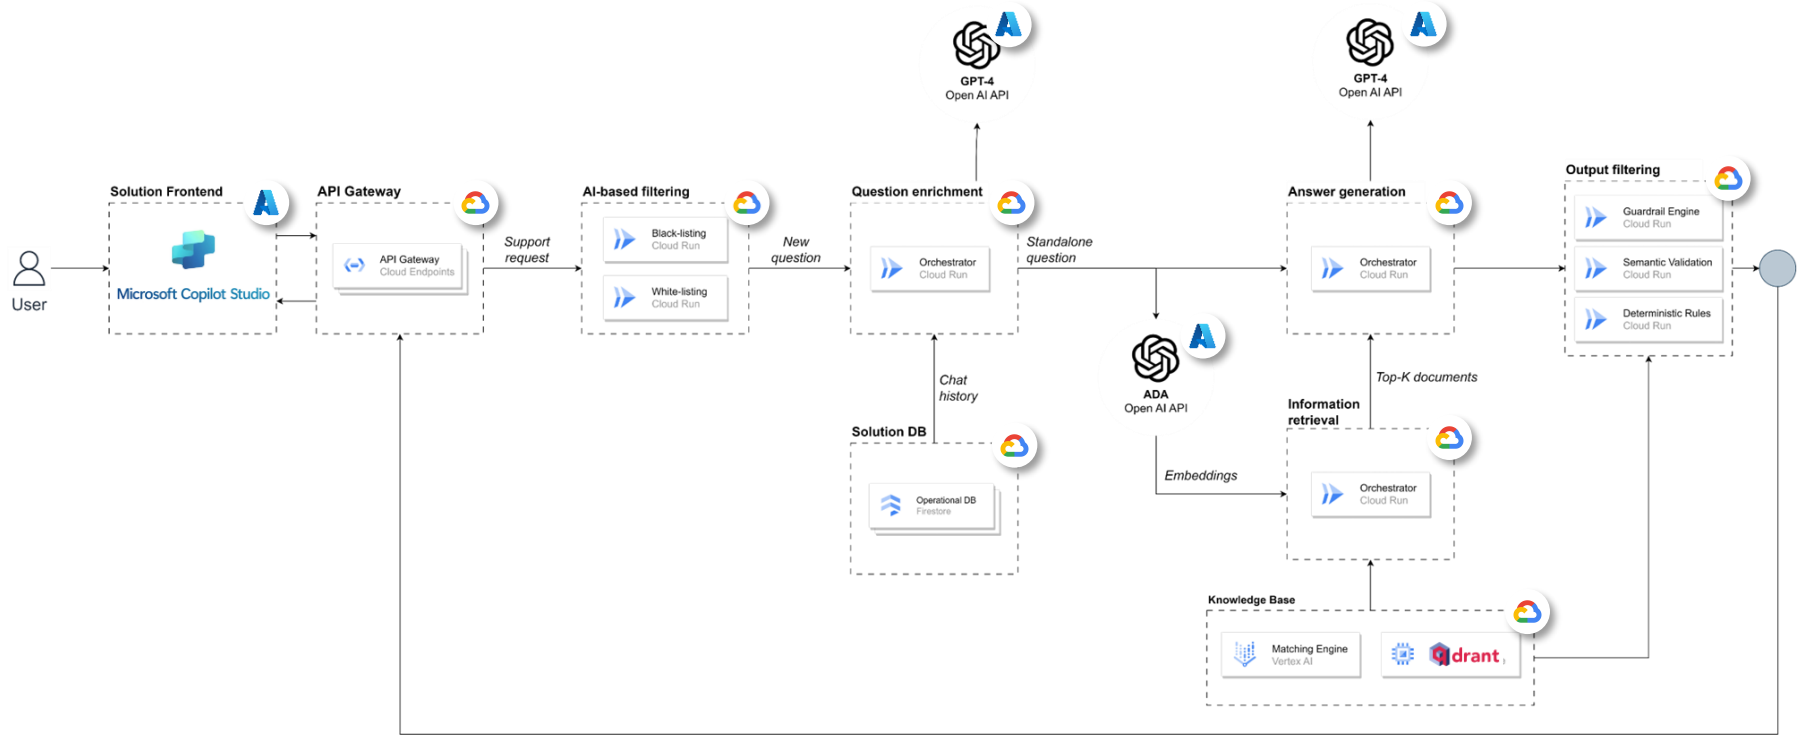 GPT-4
Open AI API
GPT-4
Open AI API
Solution Frontend
API Gateway
AI-based filtering
Question enrichment
Answer generation
Output filtering
User
Microsoft Copilot Studio
API Gateway
Cloud Endpoints
Support
request
Black-listing
Cloud Run
White-listing
Cloud Run
New
question
Orchestrator
Cloud Run
Standalone
question
Orchestrator
Cloud Run
Guardrail Engine
Cloud Run
Semantic Validation
Cloud Run
Deterministic Rules
Cloud Run
Chat
history
ADA
Open AI API
Top-K documents
Information
retrieval
Solution DB
Operational DB
Firestore
Embeddings
Orchestrator
Cloud Run
Knowledge Base
Matching Engine
Vertex AI
qdrant